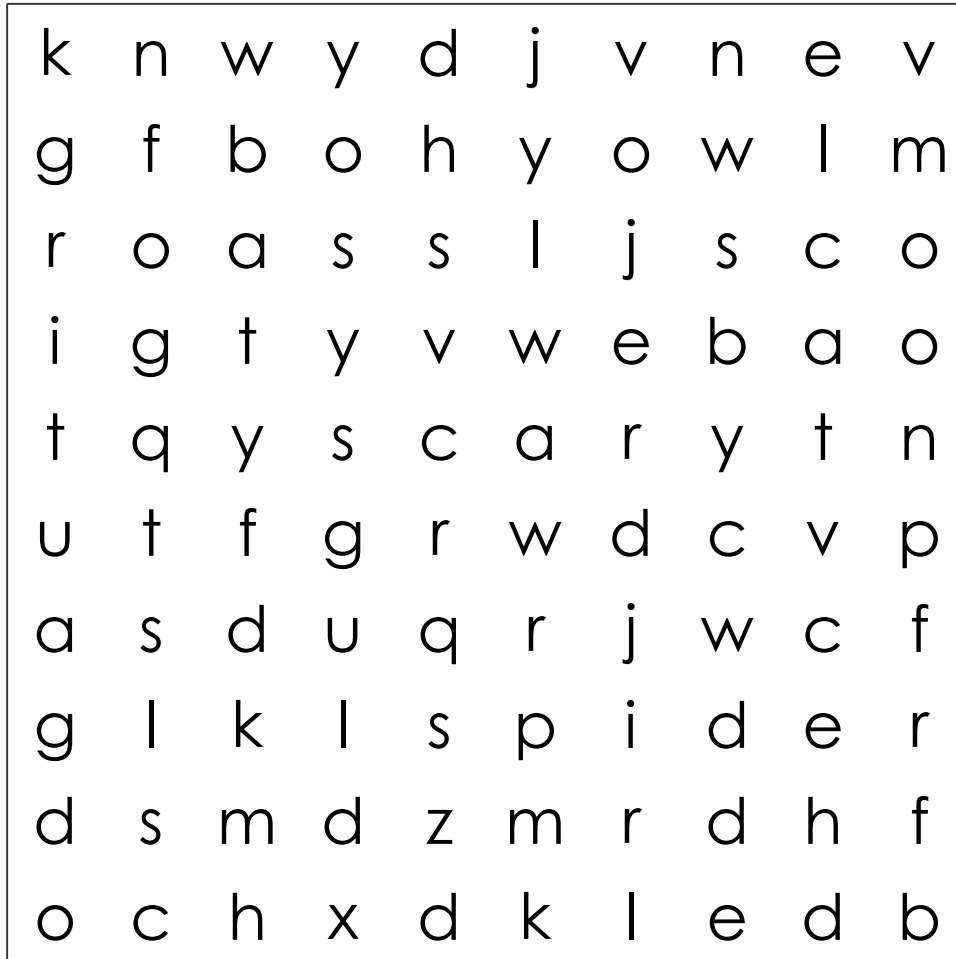 k n w y d j v n e v
g f b o h y o w l m
r o a s s l j s c o
i g t y v w e b a o
t q y s c a r y t n
u t f g r w d c v p
a s d u q r j w c f
g l k l s p i d e r
d s m d z m r d h f
o c h x d k l e d b